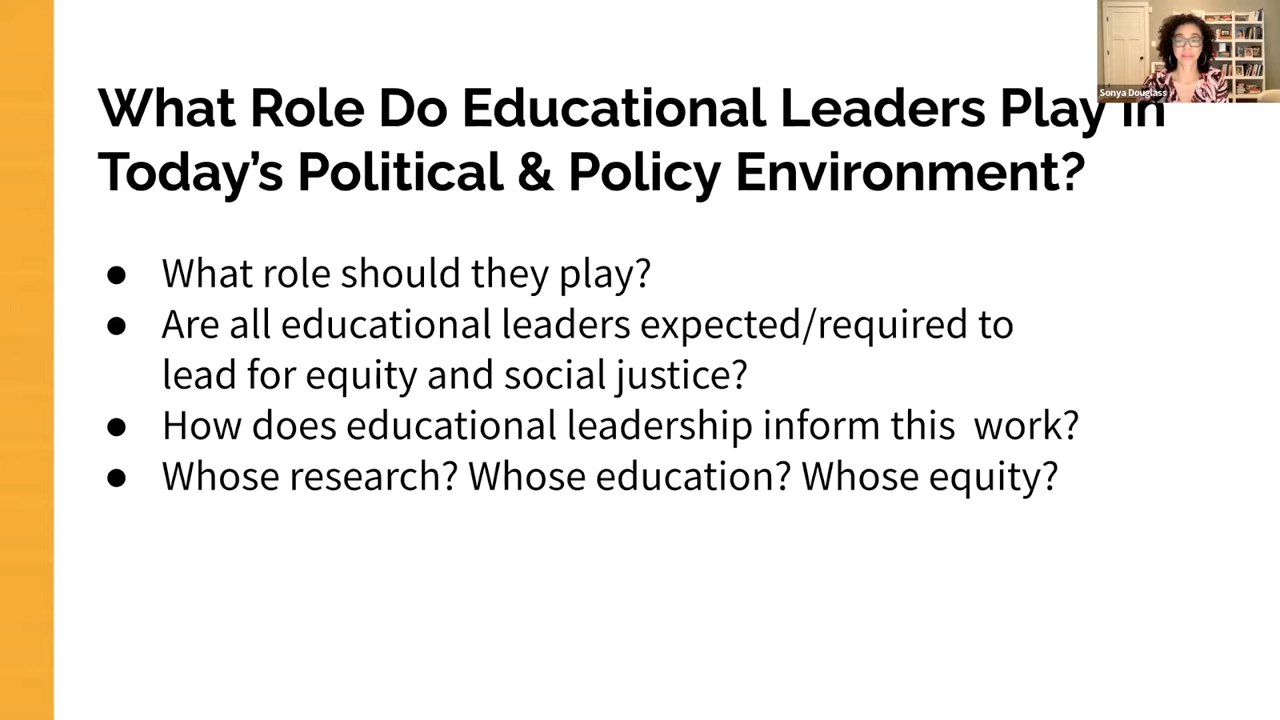 What Role Do Educational Leaders Play in
Today's Political & Policy Environment?
● What role should they play?
● Are all educational leaders expected/required to
lead for equity and social justice?
● How does educational leadership inform this  work?
● Whose research? Whose education? Whose equity?
Sonya Douglass